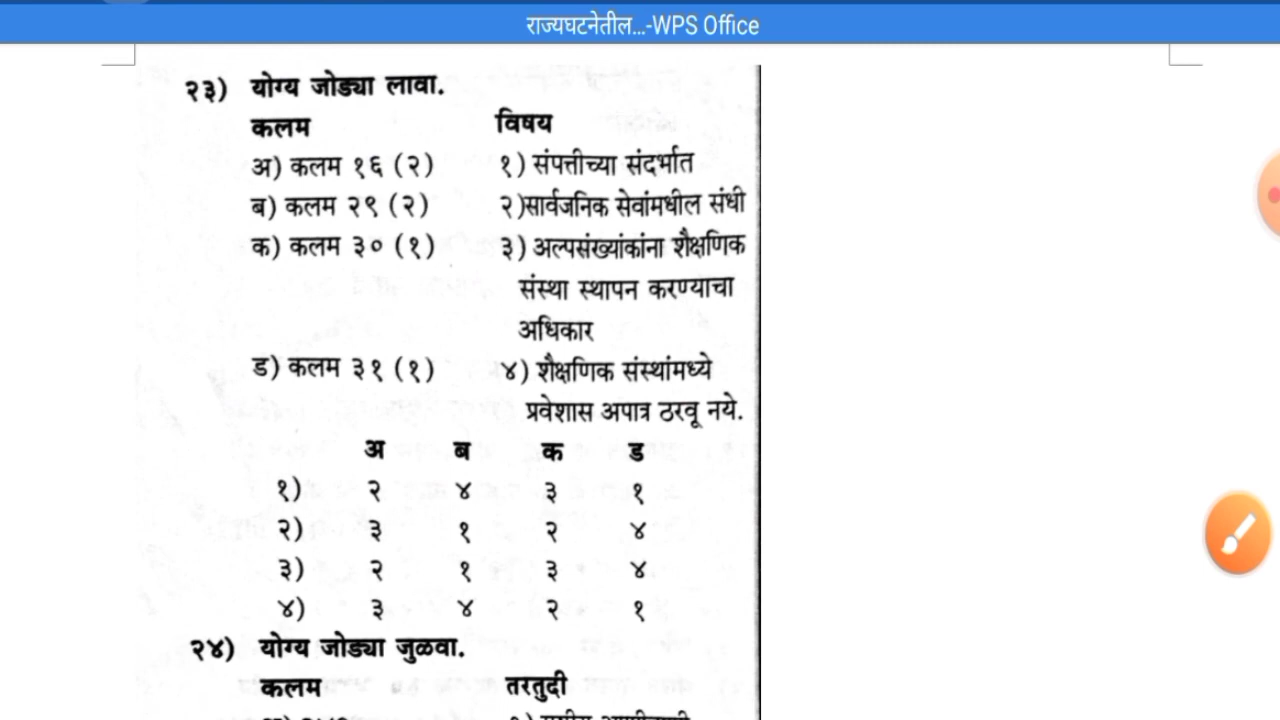 राज्यघटनेतील...-WPS Office
२३) योग्य जोड्या लावा.
कलम विषय
अ) कलम १६ (२) १) संपत्तीच्या संदर्भात
ब) कलम २९ (२) २)सार्वजनिक सेवांमधील संधी
क) कलम ३० (१) ३) अल्पसंख्यांकांना शैक्षणिक
संस्था स्थापन करण्याचा
अधिकार
ड) कलम ३१ (१) ४) शैक्षणिक संस्थांमध्ये
प्रवेशास अपात्र ठरवू नये.
अ ब क ड
१) २ ४ ३ १
२) ३ १ २ ४
३) २ १ ३ ४
४) ३ ४ २ १
२४) योग्य जोड्या जुळवा.
कलम तरतुदी